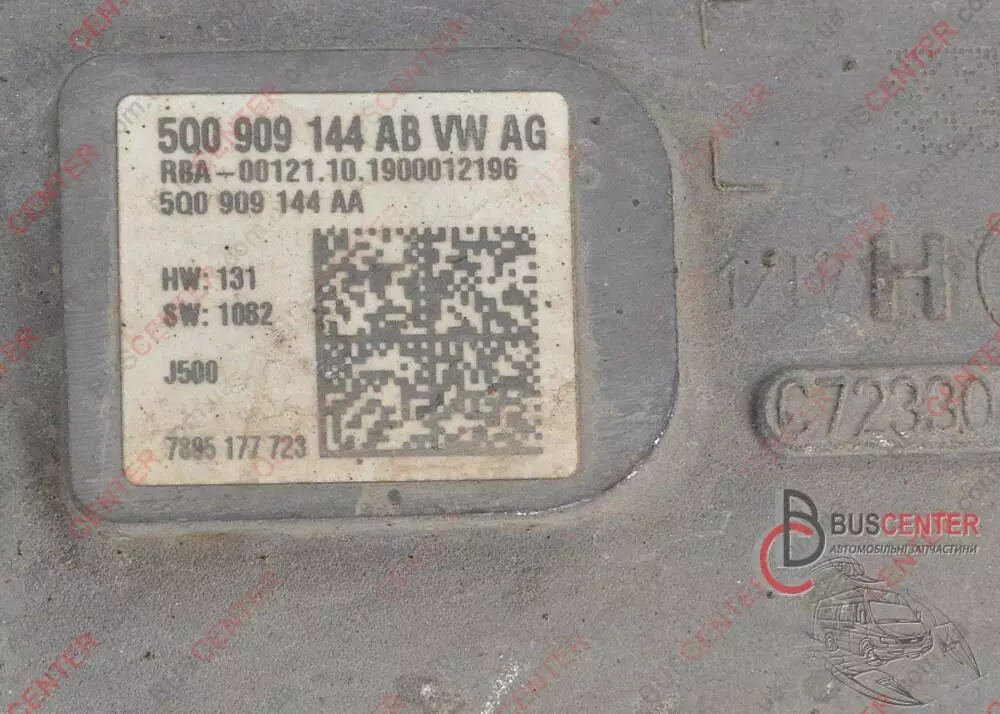 5Q0 909 144 AB VW AG
RBA-00121.10.1900012196
5Q0 909 144 AA
HW: 131
SW: 1082
J500
7895 177 723
H
C72330
BUSCENTER
АВТОМОБІЛЬНІ ЗАПЧАСТИНИ